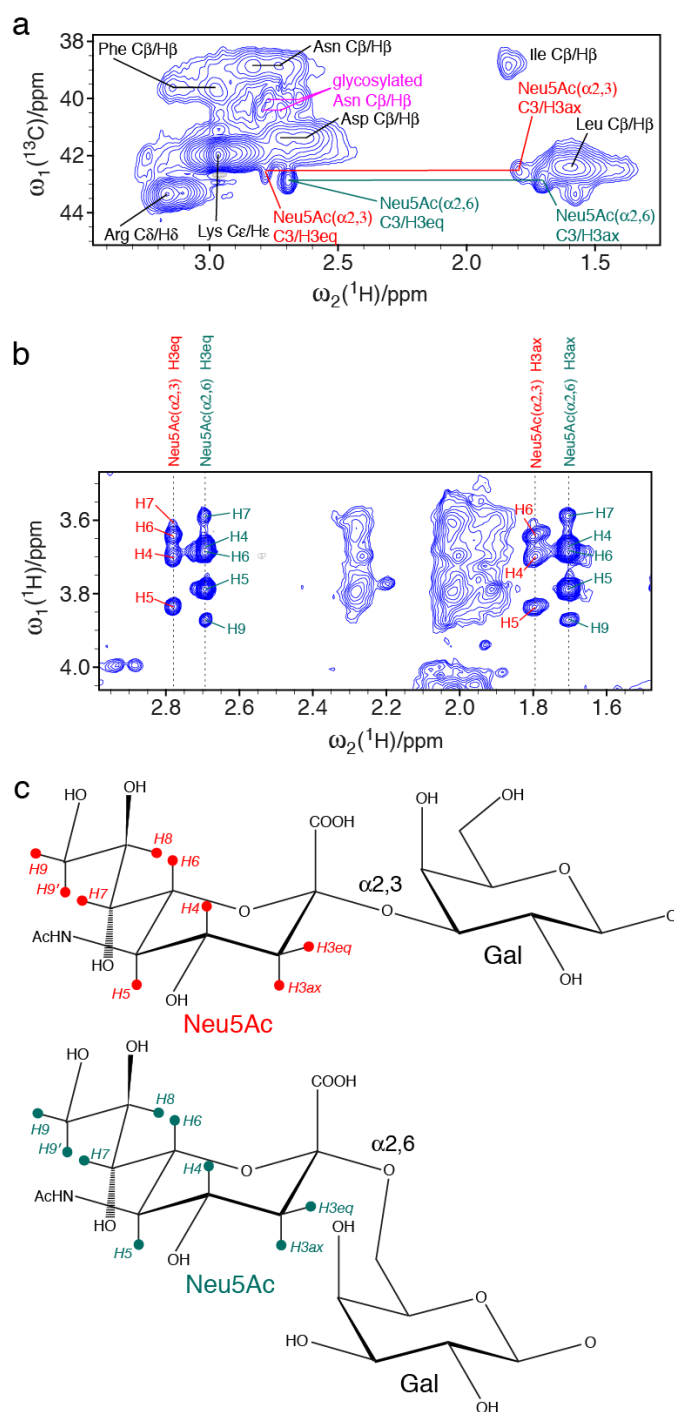 a
38
40
42
44
ω1(13C)/ppm
Phe Cβ/Hβ
Asn Cβ/Hβ
glycosylated
Asn Cβ/Hβ
Asp Cβ/Hβ
Ile Cβ/Hβ
Neu5Ac(α2,3)
C3/H3ax
Leu Cβ/Hβ
Arg Cδ/Hδ
Lys Cε/Hε
Neu5Ac(α2,3)
C3/H3eq
Neu5Ac(α2,6)
C3/H3eq
Neu5Ac(α2,6)
C3/H3ax
3.0 2.5 2.0 1.5
ω2(1H)/ppm
b
Neu5Ac(α2,3) H3eq
Neu5Ac(α2,6) H3eq
Neu5Ac(α2,3) H3ax
Neu5Ac(α2,6) H3ax
3.6
3.8
4.0
ω1(1H)/ppm
H7
H6
H4
H5
H7
H4
H6
H5
H9
H6
H4
H5
H7
H4
H6
H5
H9
2.8 2.6 2.4 2.2 2.0 1.8 1.6
ω2(1H)/ppm
c
HO
OH
H9
H9'
H8
H6
H7
H4
COOH
O
α2,3
O
OH
OH
O
O
AcHN
HO
H5
OH
H3eq
H3ax
Gal
OH
Neu5Ac
HO
OH
H9
H9'
H8
H6
H7
H4
COOH
O
α2,6
O
AcHN
HO
H5
OH
H3eq
H3ax
OH
Neu5Ac
HO
O
O
OH
Gal